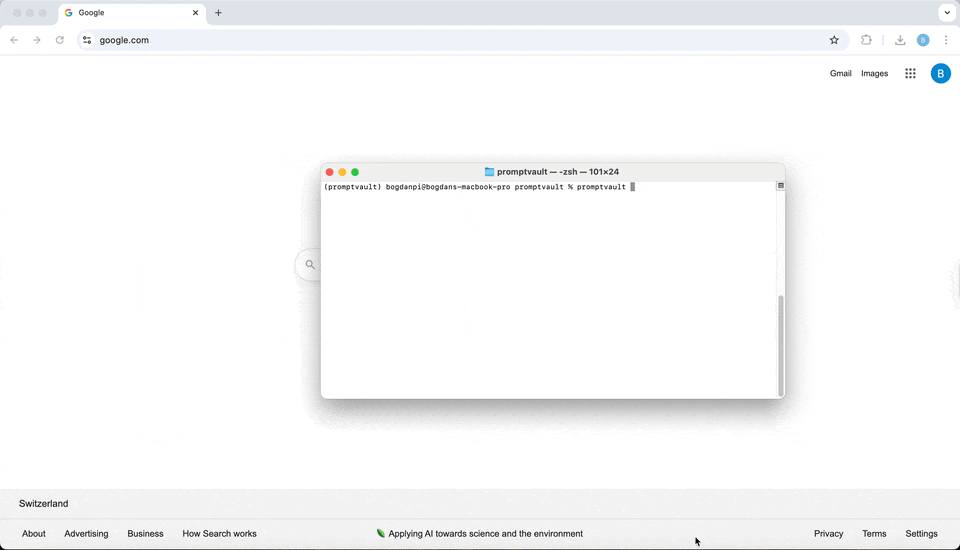 Google
google.com
B
Gmail Images
B
promptvault — -zsh — 101×24
(promptvault) bogdanpi@bogdans-macbook-pro promptvault % promptvault
Switzerland
About Advertising Business How Search works Applying AI towards science and the environment Privacy Terms Settings